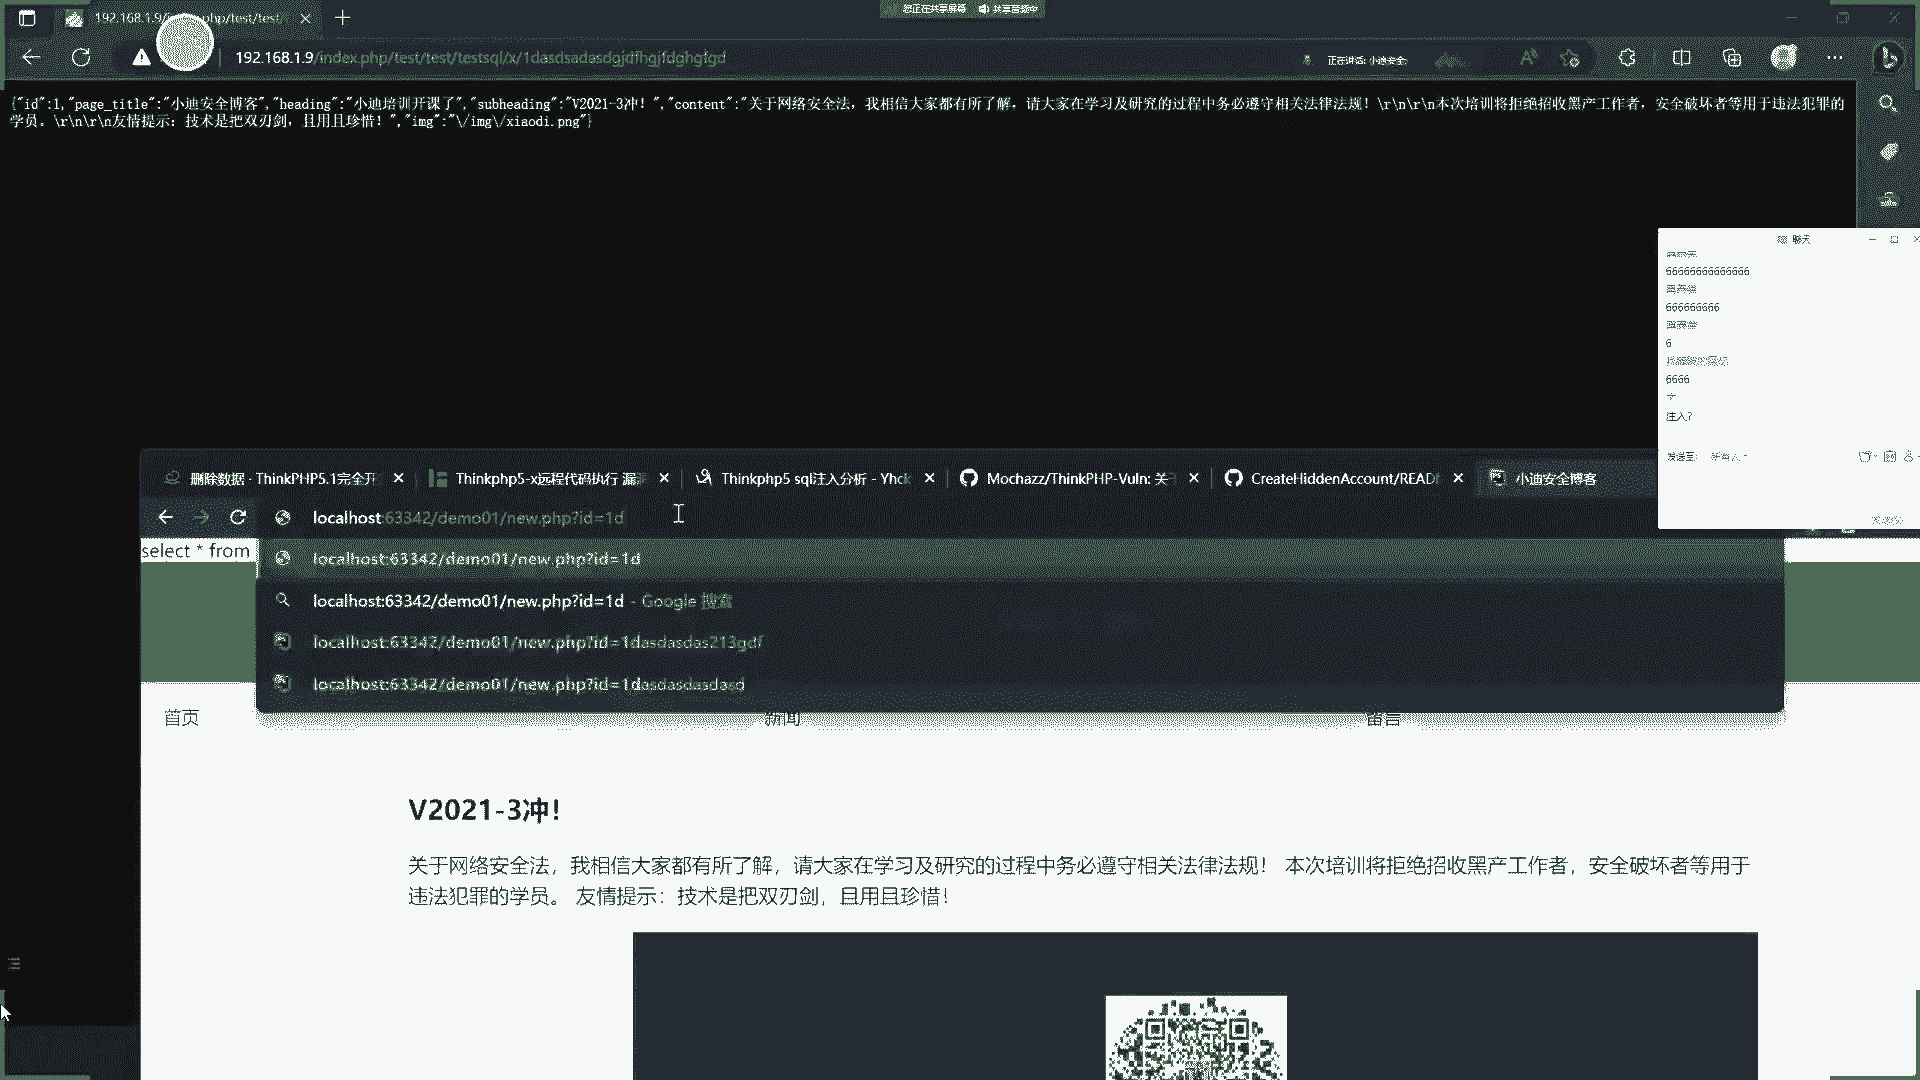 192.168.1.9/index.php/test/test/
您正在共享屏幕
共享音频中
192.168.1.9/index.php/test/test/testsql/x/1dasdsadasdgjdfhgjfdghgfgd
正在讲话: 小迪安全;
{"id":1,"page_title":"小迪安全博客","heading":"小迪培训开课了","subheading":"V2021-3冲！","content":"关于网络安全法，我相信大家都有所了解，请大家在学习及研究的过程中务必遵守相关法律法规！\r\n\r\n本次培训将拒绝招收黑产工作者，安全破坏者等用于违法犯罪的
学员。\r\n\r\n友情提示：技术是把双刃剑，且用且珍惜！","img":"\/img\/xiaodi.png"}
聊天
66666666666666
666666666
6
6666
注入?
发送至:
所有人
删除数据 · ThinkPHP5.1完全开
Thinkphp5-x远程代码执行 漏
Thinkphp5 sql注入分析 - Yhck
Mochazz/ThinkPHP-Vuln: 关
CreateHiddenAccount/READ
小迪安全博客
localhost:63342/demo01/new.php?id=1d
select * from
localhost:63342/demo01/new.php?id=1d
localhost:63342/demo01/new.php?id=1d - Google 搜索
localhost:63342/demo01/new.php?id=1dasdasdas213gdf
localhost:63342/demo01/new.php?id=1dasdasdasdasd
首页
新闻
留言
V2021-3冲！
关于网络安全法，我相信大家都有所了解，请大家在学习及研究的过程中务必遵守相关法律法规！ 本次培训将拒绝招收黑产工作者，安全破坏者等用于
违法犯罪的学员。 友情提示：技术是把双刃剑，且用且珍惜！